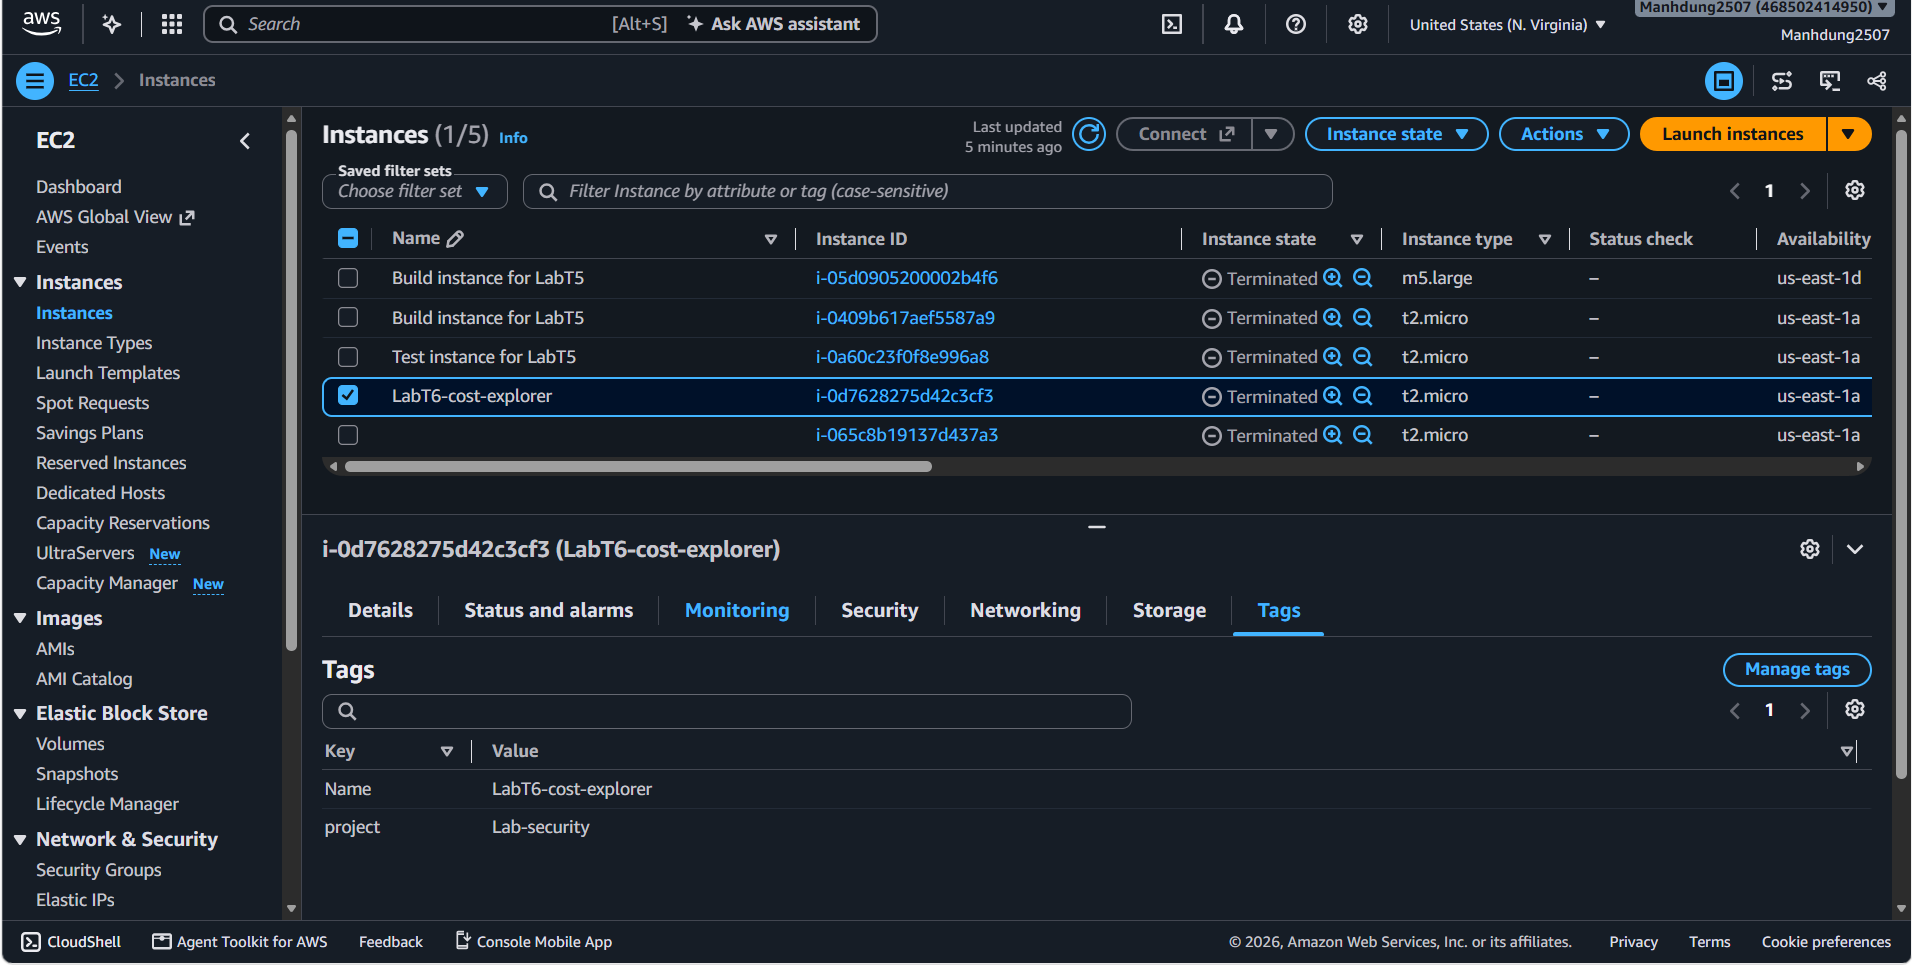 aws
Search [Alt+S] Ask AWS assistant
United States (N. Virginia)
Manhdung2507 (468502414950)
Manhdung2507
EC2 Instances
EC2
Dashboard
AWS Global View
Events
Instances
Instances
Instance Types
Launch Templates
Spot Requests
Savings Plans
Reserved Instances
Dedicated Hosts
Capacity Reservations
UltraServers New
Capacity Manager New
Images
AMIs
AMI Catalog
Elastic Block Store
Volumes
Snapshots
Lifecycle Manager
Network & Security
Security Groups
Elastic IPs
Instances (1/5) Info
Last updated
5 minutes ago
Connect
Instance state
Actions
Launch instances
Saved filter sets
Choose filter set
Filter Instance by attribute or tag (case-sensitive)
1
Name Instance ID Instance state Instance type Status check Availability
Build instance for LabT5 i-05d0905200002b4f6 Terminated m5.large – us-east-1d
Build instance for LabT5 i-0409b617aef5587a9 Terminated t2.micro – us-east-1a
Test instance for LabT5 i-0a60c23f0f8e996a8 Terminated t2.micro – us-east-1a
LabT6-cost-explorer i-0d7628275d42c3cf3 Terminated t2.micro – us-east-1a
i-065c8b19137d437a3 Terminated t2.micro – us-east-1a
i-0d7628275d42c3cf3 (LabT6-cost-explorer)
Details Status and alarms Monitoring Security Networking Storage Tags
Tags
Manage tags
1
Key Value
Name LabT6-cost-explorer
project Lab-security
CloudShell Agent Toolkit for AWS Feedback Console Mobile App
© 2026, Amazon Web Services, Inc. or its affiliates. Privacy Terms Cookie preferences